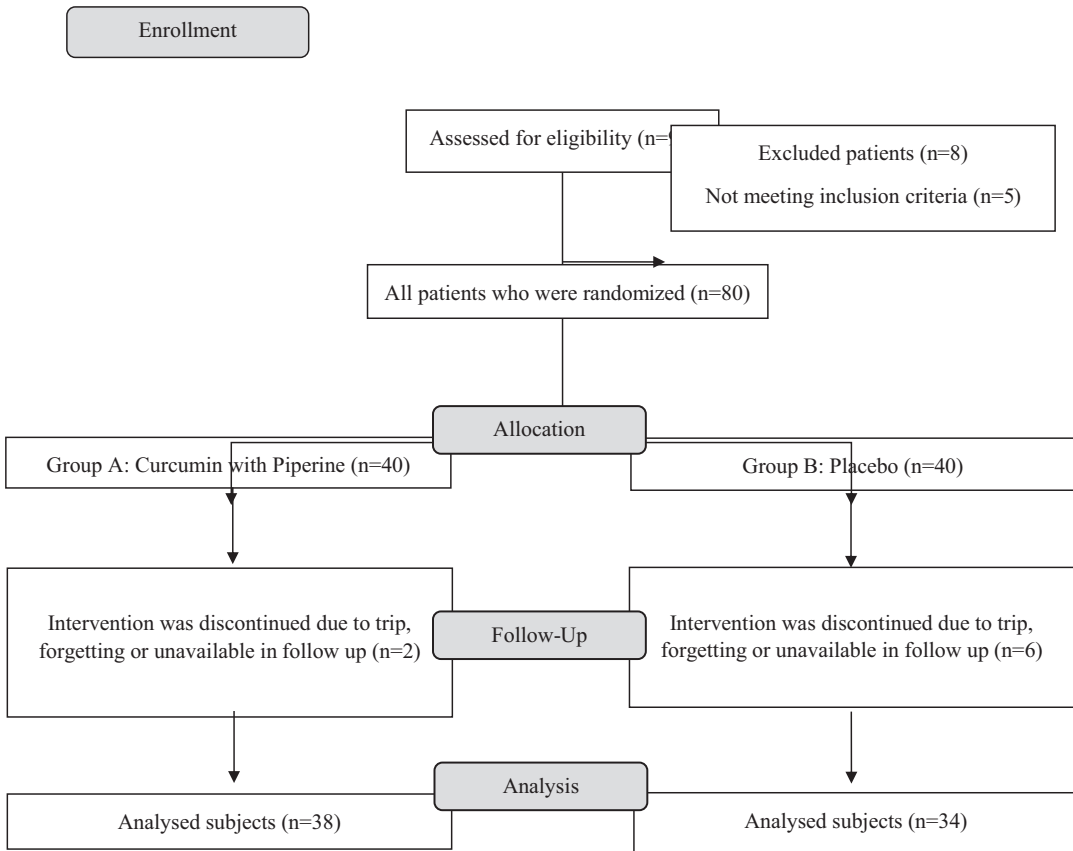 Enrollment
Assessed for eligibility (n=
Excluded patients (n=8)
Not meeting inclusion criteria (n=5)
All patients who were randomized (n=80)
Allocation
Group A: Curcumin with Piperine (n=40)
Group B: Placebo (n=40)
Intervention was discontinued due to trip,
forgetting or unavailable in follow up (n=2)
Follow-Up
Intervention was discontinued due to trip,
forgetting or unavailable in follow up (n=6)
Analysis
Analysed subjects (n=38)
Analysed subjects (n=34)